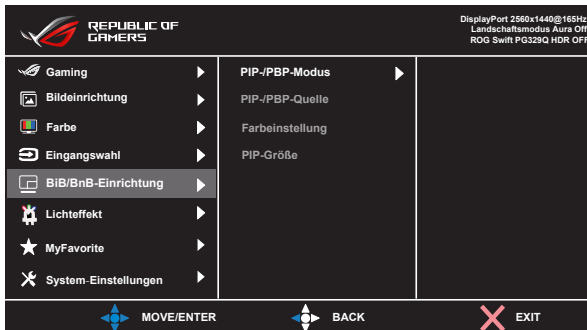 REPUBLIC OF
GAMERS
DisplayPort 2560x1440@165Hz
Landschaftsmodus Aura Off
ROG Swift PG329Q HDR OFF
Gaming
Bildeinrichtung
Farbe
Eingangswahl
BiB/BnB-Einrichtung
Lichteffekt
MyFavorite
System-Einstellungen
PIP-/PBP-Modus
PIP-/PBP-Quelle
Farbeinstellung
PIP-Größe
MOVE/ENTER
BACK
EXIT